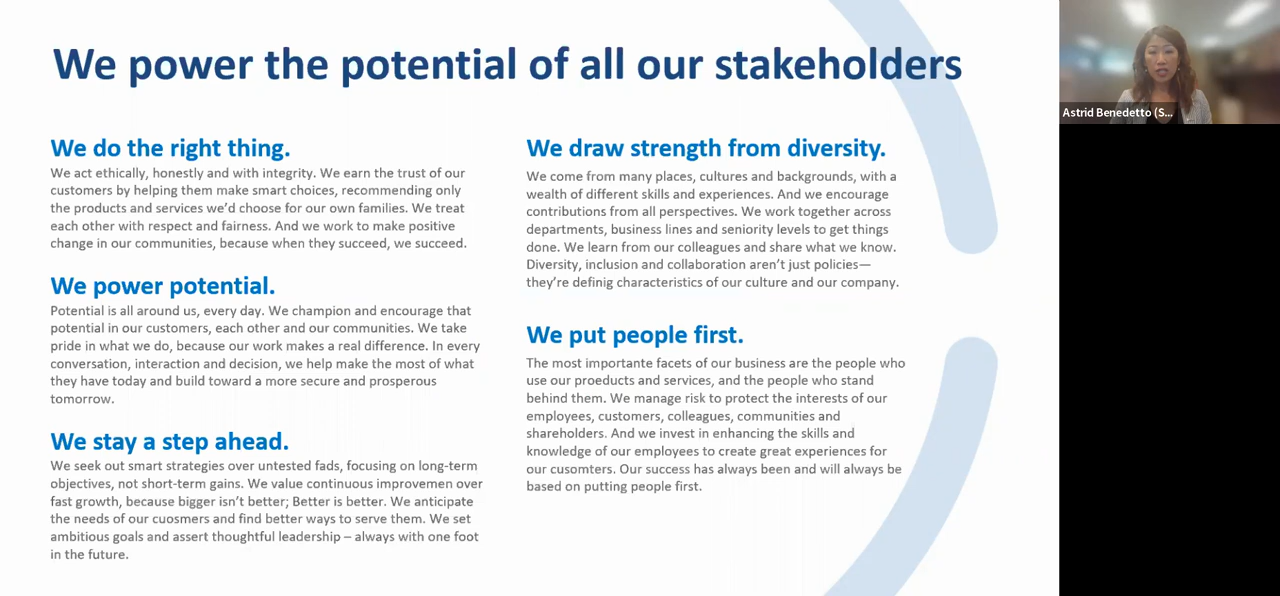 We power the potential of all our stakeholders
We do the right thing.
We act ethically, honestly and with integrity. We earn the trust of our
customers by helping them make smart choices, recommending only
the products and services we'd choose for our own families. We treat
each other with respect and fairness. And we work to make positive
change in our communities, because when they succeed, we succeed.
We power potential.
Potential is all around us, every day. We champion and encourage that
potential in our customers, each other and our communities. We take
pride in what we do, because our work makes a real difference. In every
conversation, interaction and decision, we help make the most of what
they have today and build toward a more secure and prosperous
tomorrow.
We stay a step ahead.
We seek out smart strategies over untested fads, focusing on long-term
objectives, not short-term gains. We value continuous improvemen over
fast growth, because bigger isn't better; Better is better. We anticipate
the needs of our cuosmers and find better ways to serve them. We set
ambitious goals and assert thoughtful leadership – always with one foot
in the future.
We draw strength from diversity.
We come from many places, cultures and backgrounds, with a
wealth of different skills and experiences. And we encourage
contributions from all perspectives. We work together across
departments, business lines and seniority levels to get things
done. We learn from our colleagues and share what we know.
Diversity, inclusion and collaboration aren't just policies—
they're definig characteristics of our culture and our company.
We put people first.
The most importante facets of our business are the people who
use our proeducts and services, and the people who stand
behind them. We manage risk to protect the interests of our
employees, customers, colleagues, communities and
shareholders. And we invest in enhancing the skills and
knowledge of our employees to create great experiences for
our cusomters. Our success has always been and will always be
based on putting people first.
Astrid Benedetto (S...